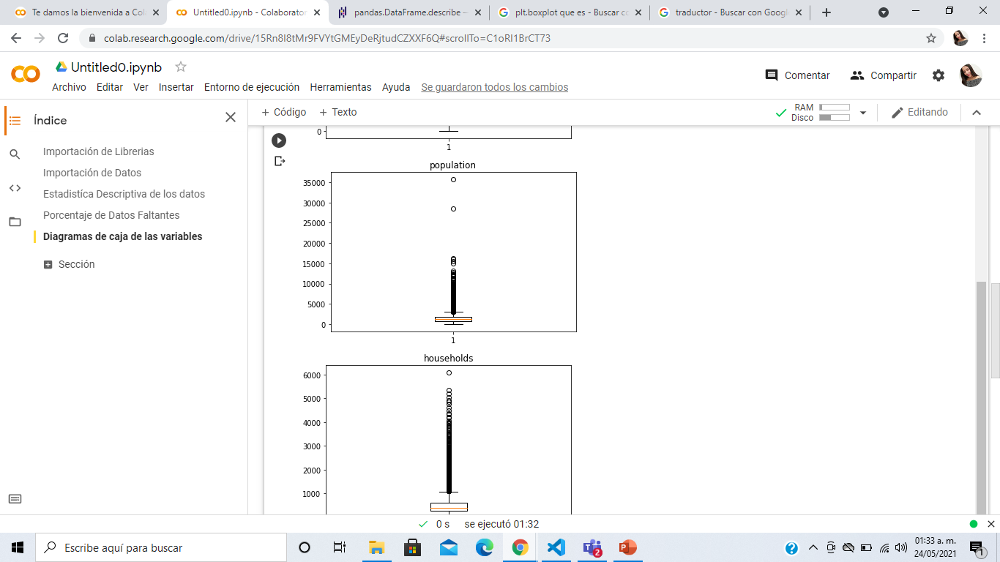 Te damos la bienvenida a Col
Untitled0.ipynb - Colaborator
pandas.DataFrame.describe –
plt.boxplot que es - Buscar co
traductor - Buscar con Google
colab.research.google.com/drive/15Rn8I8tMr9FVYtGMEyDeRjtudCZXXF6Q#scrollTo=C1oRI1BrCT73
Untitled0.ipynb
Comentar
Compartir
Archivo Editar Ver Insertar Entorno de ejecución Herramientas Ayuda Se guardaron todos los cambios
Índice
+ Código + Texto
RAM
Disco
Editando
Importación de Librerias
Importación de Datos
Estadistíca Descriptiva de los datos
Porcentaje de Datos Faltantes
Diagramas de caja de las variables
Sección
0
1
population
35000
30000
25000
20000
15000
10000
5000
0
1
households
6000
5000
4000
3000
2000
1000
0 s se ejecutó 01:32
Escribe aquí para buscar
2
01:33 a. m.
24/05/2021
1